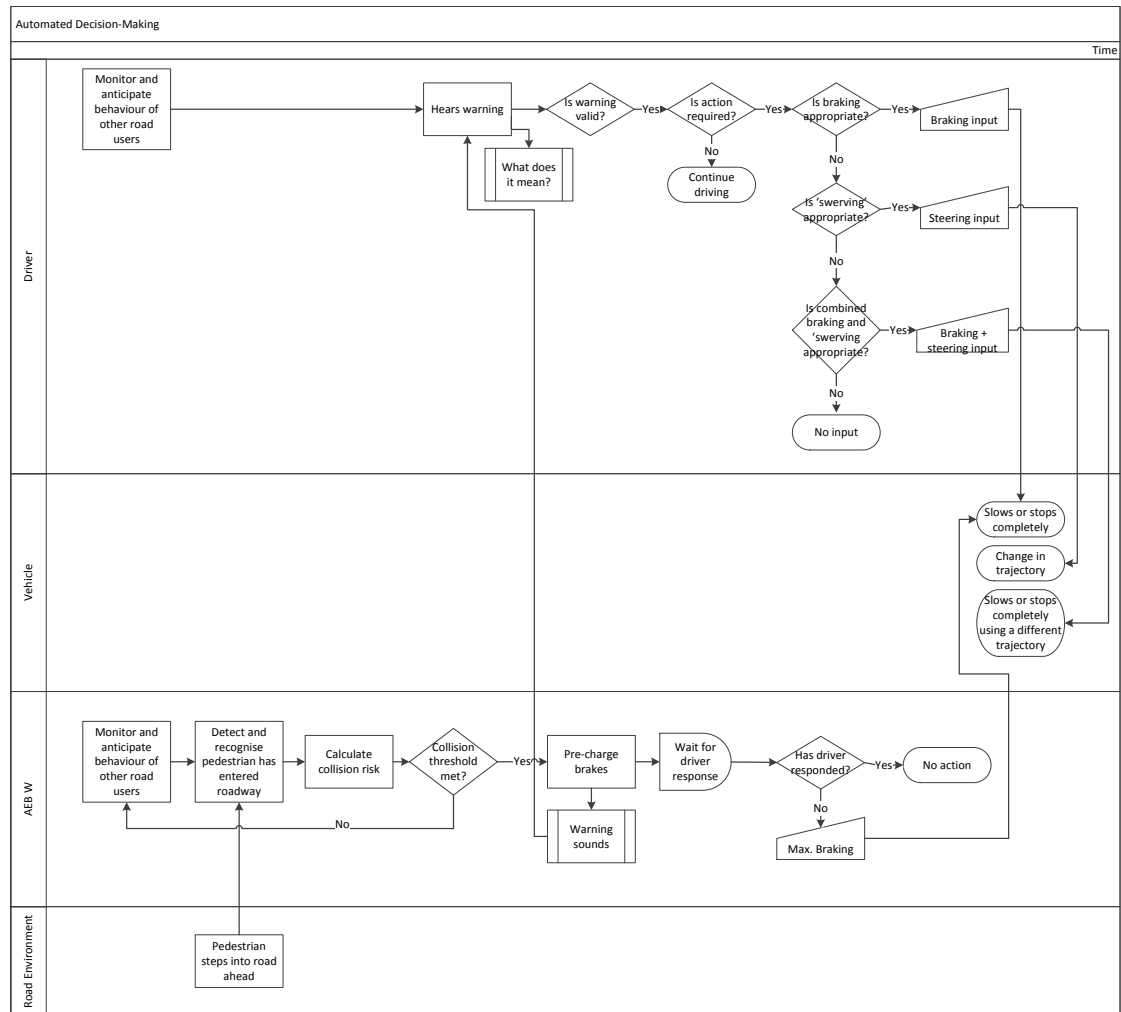 Automated Decision-Making
Time
Driver
Monitor and
anticipate
behaviour of
other road
users
Hears warning
What does
it mean?
Is warning
valid?
Yes
Is action
required?
Yes
No
Continue
driving
Is braking
appropriate?
Yes
Braking input
No
Is ‘swerving’
appropriate?
Yes
Steering input
No
Is combined
braking and
‘swerving
appropriate?
Yes
Braking +
steering input
No
No input
Vehicle
Slows or stops
completely
Change in
trajectory
Slows or stops
completely
using a different
trajectory
AEB W
Monitor and
anticipate
behaviour of
other road
users
Detect and
recognise
pedestrian has
entered
roadway
Calculate
collision risk
Collision
threshold
met?
Yes
No
Pre-charge
brakes
Warning
sounds
Wait for
driver
response
Has driver
responded?
Yes
No action
No
Max. Braking
Road Environment
Pedestrian
steps into road
ahead